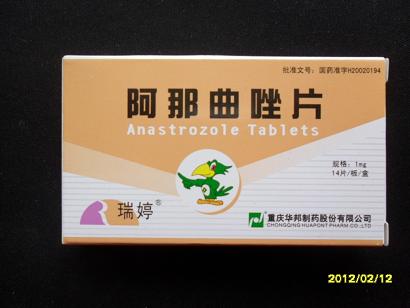 批准文号：国药准字H20020194
阿那曲唑片
Anastrozole Tablets
规格：1mg
14片/板/盒
瑞婷®
重庆华邦制药股份有限公司
CHONGQING HUAPONT PHARM CO.,LTD
2012/02/12